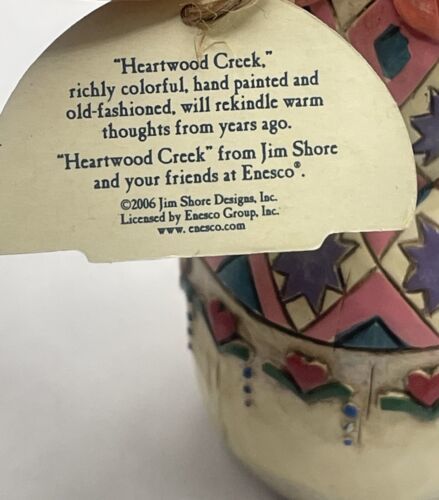 "Heartwood Creek,"
richly colorful, hand painted and
old-fashioned, will rekindle warm
thoughts from years ago.
"Heartwood Creek" from Jim Shore
and your friends at Enesco®.
©2006 Jim Shore Designs, Inc.
Licensed by Enesco Group, Inc.
www.enesco.com